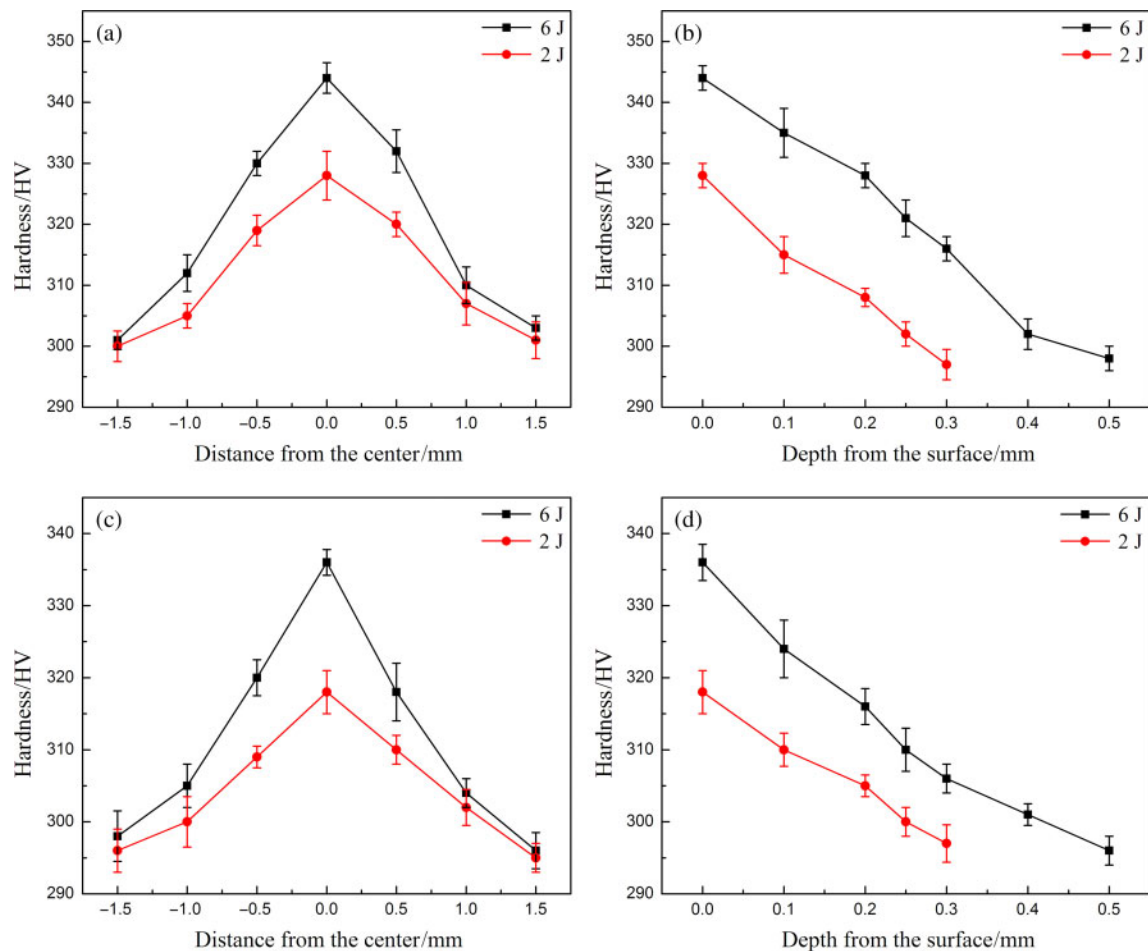 (a)
6 J
2 J
350
340
330
320
310
300
290
Hardness/HV
−1.5 −1.0 −0.5 0.0 0.5 1.0 1.5
Distance from the center/mm
(b)
6 J
2 J
350
340
330
320
310
300
290
Hardness/HV
0.0 0.1 0.2 0.3 0.4 0.5
Depth from the surface/mm
(c)
6 J
2 J
340
330
320
310
300
290
Hardness/HV
−1.5 −1.0 −0.5 0.0 0.5 1.0 1.5
Distance from the center/mm
(d)
6 J
2 J
340
330
320
310
300
290
Hardness/HV
0.0 0.1 0.2 0.3 0.4 0.5
Depth from the surface/mm